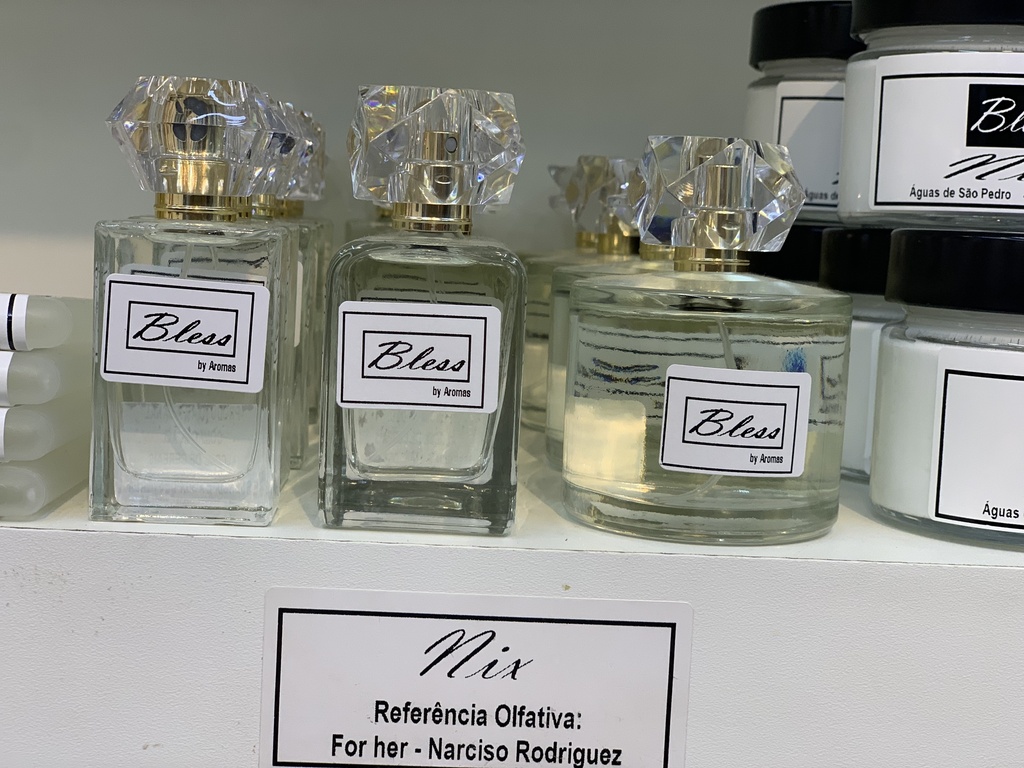 Bless
by Aromas
Bless
by Aromas
Bless
by Aromas
Águas de São Pedro
Águas
Nix
Referência Olfativa:
For her - Narciso Rodriguez